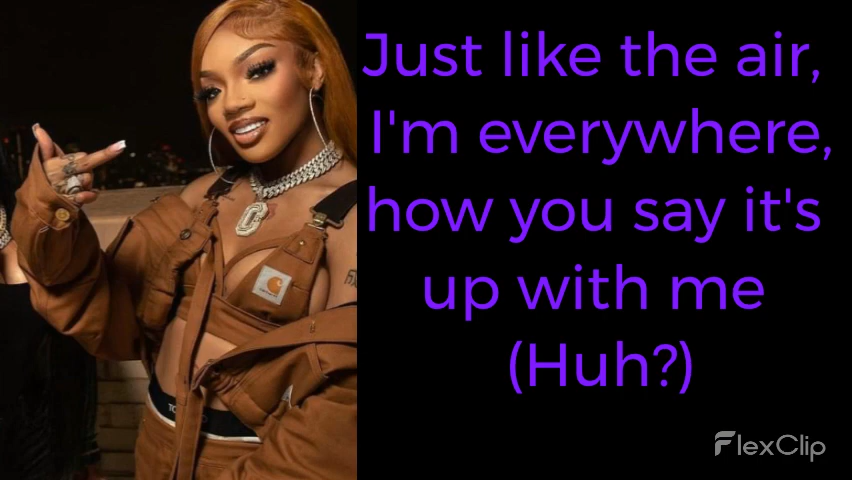 Just like the air,
I'm everywhere,
how you say it's
up with me
(Huh?)
FlexClip